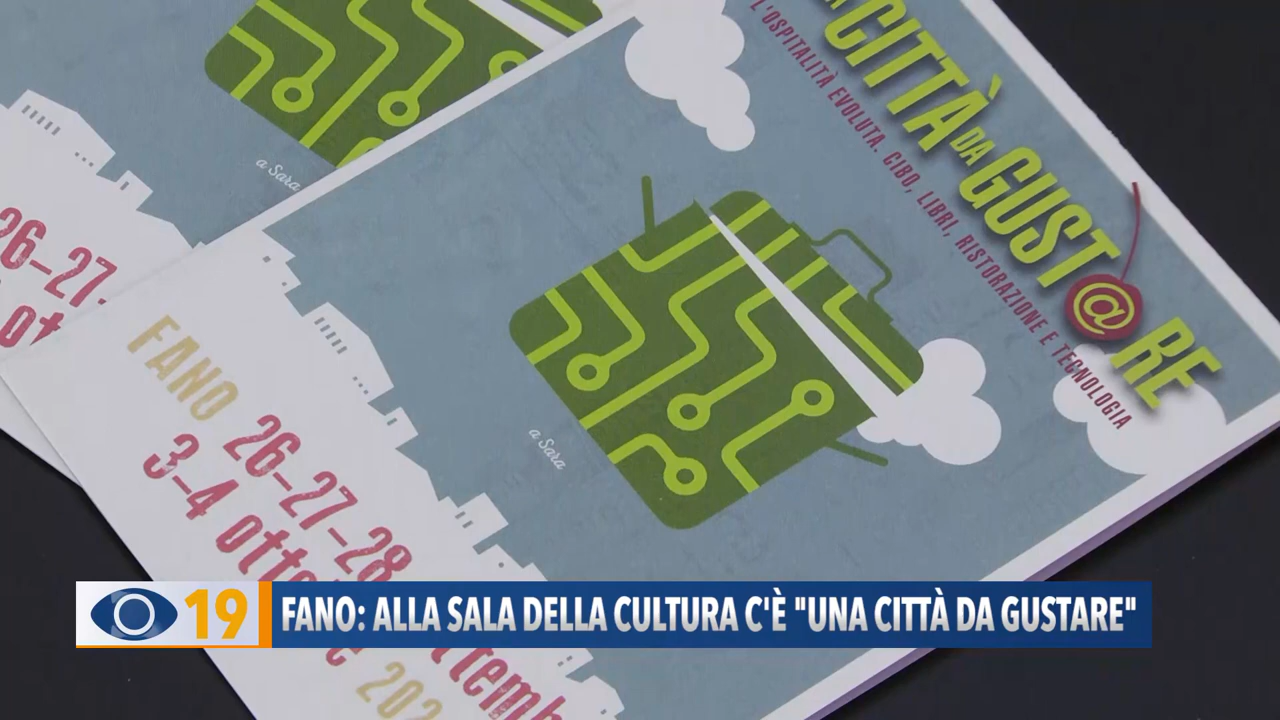 CITTÀ DA GUST@RE
L'OSPITALITÀ EVOLUTA. CIBO, LIBRI, RISTORAZIONE E TECNOLOGIA
a Sara
26-27-
a Sara
FANO 26-27-28
3-4 otto
19 FANO: ALLA SALA DELLA CULTURA C'È "UNA CITTÀ DA GUSTARE"